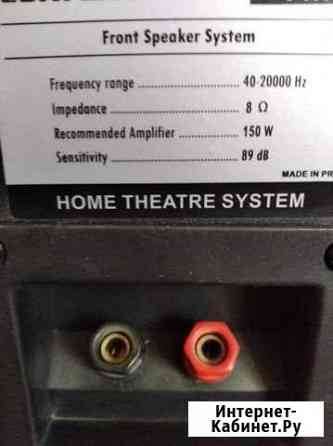 Front Speaker System
Frequency range 40-20000 Hz
Impedance 8 Ω
Recommended Amplifier 150 W
Sensitivity 89 dB
MADE IN
HOME THEATRE SYSTEM
Интернет-
Кабинет.Ру